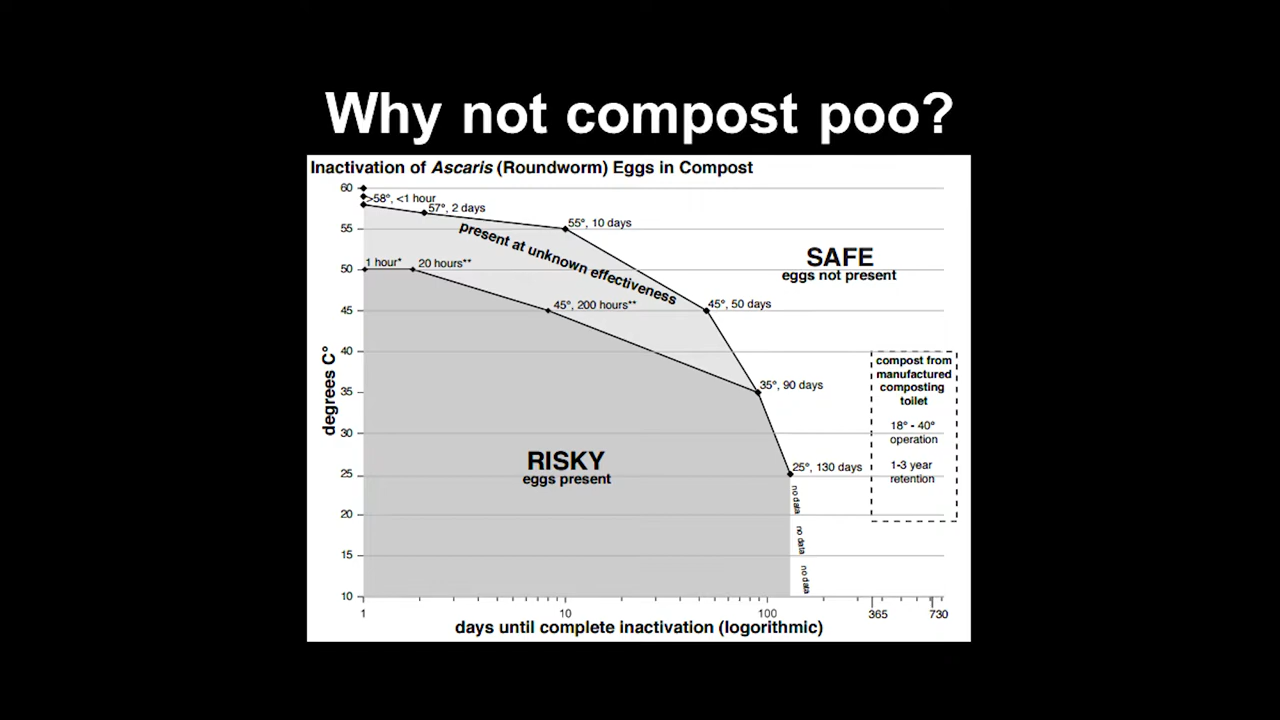 Why not compost poo?
Inactivation of Ascaris (Roundworm) Eggs in Compost
60
>58°, <1 hour
57°, 2 days
55
55°, 10 days
present at unknown effectiveness
SAFE
eggs not present
50
1 hour*
20 hours**
45
45°, 200 hours**
45°, 50 days
40
compost from
manufactured
composting
toilet
18° - 40°
operation
1-3 year
retention
degrees C°
35
35°, 90 days
30
RISKY
eggs present
25
25°, 130 days
no data
no data
no data
20
15
10
1
10
100
365
730
days until complete inactivation (logorithmic)